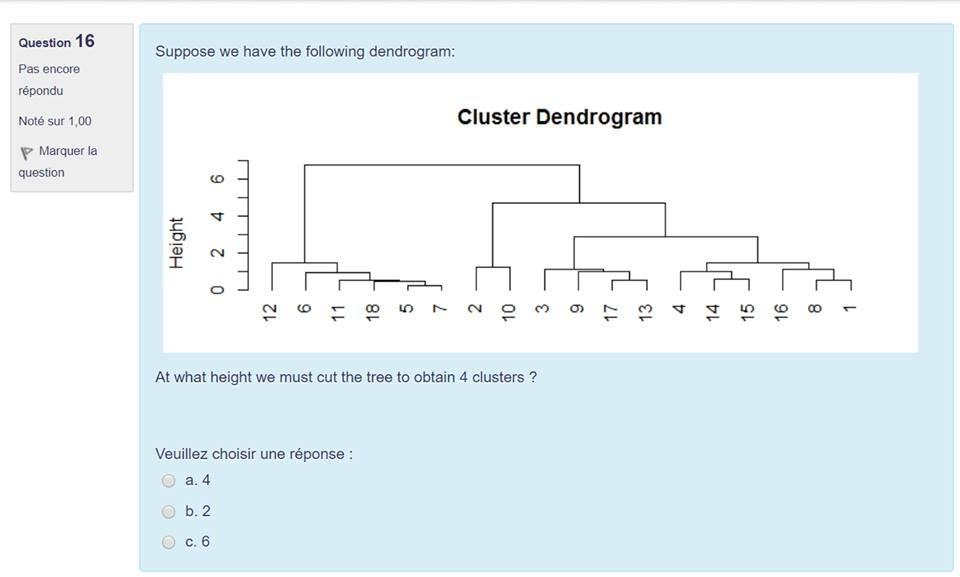 Question 16
Pas encore
répondu
Noté sur 1,00
Marquer la
question
Suppose we have the following dendrogram:
Cluster Dendrogram
Height
6
4
2
0
12 6 11 18 5 7 2 10 3 9 17 13 4 14 15 16 8 1
At what height we must cut the tree to obtain 4 clusters ?
Veuillez choisir une réponse :
a. 4
b. 2
c. 6